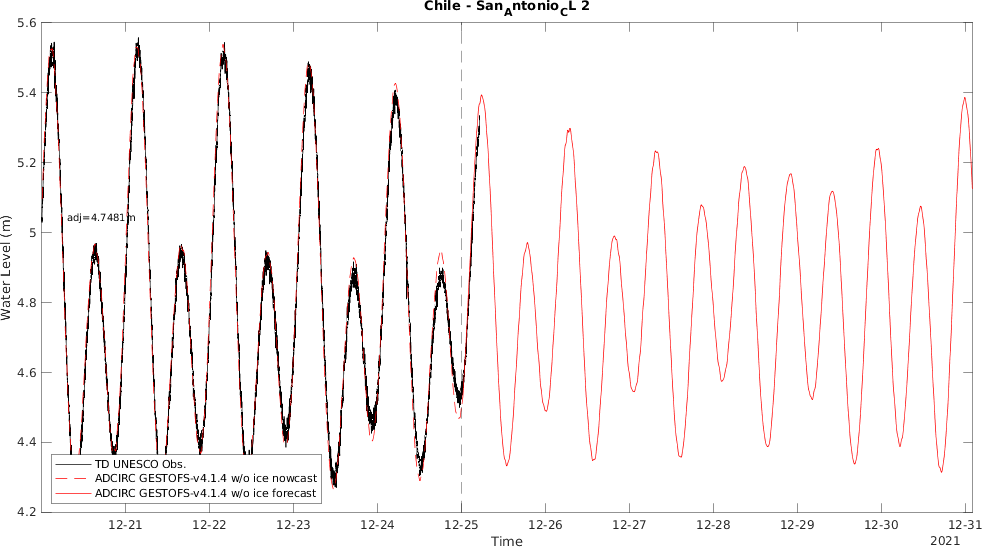 Chile - SanAntonioCL 2
5.6
5.4
5.2
5
4.8
4.6
4.4
4.2
Water Level (m)
adj=4.7481m
TD UNESCO Obs.
ADCIRC GESTOFS-v4.1.4 w/o ice nowcast
ADCIRC GESTOFS-v4.1.4 w/o ice forecast
12-21 12-22 12-23 12-24 12-25 12-26 12-27 12-28 12-29 12-30 12-31
Time
2021